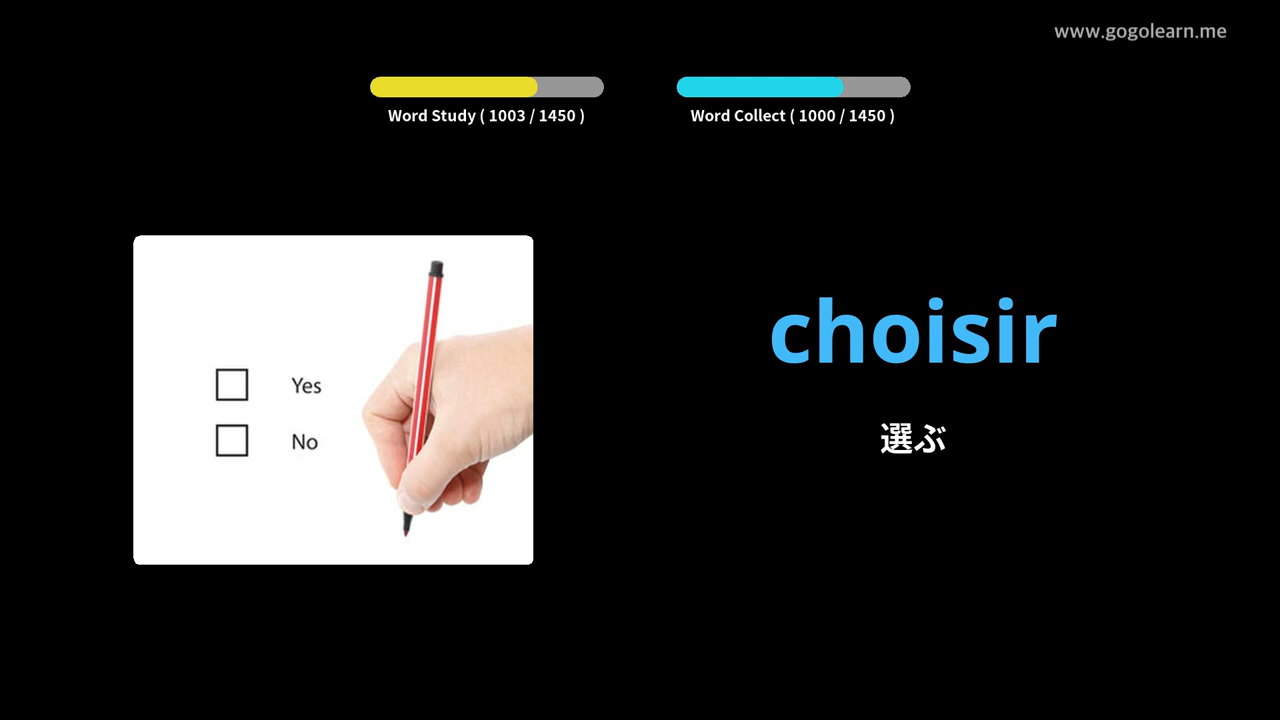 www.gogolearn.me
Word Study ( 1003 / 1450 )
Word Collect ( 1000 / 1450 )
Yes
No
choisir
選ぶ